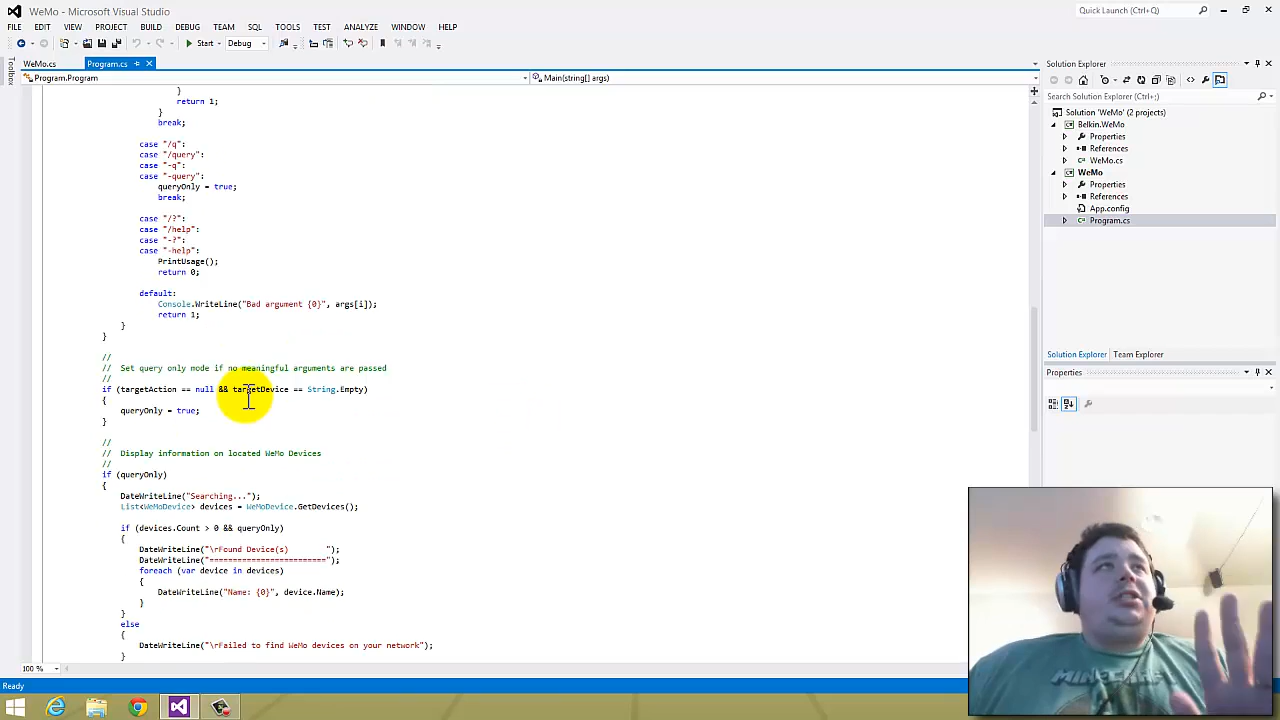 WeMo - Microsoft Visual Studio
Quick Launch (Ctrl+Q)
FILE EDIT VIEW PROJECT BUILD DEBUG TEAM SQL TOOLS TEST ANALYZE WINDOW HELP
Start Debug
Toolbox
WeMo.cs Program.cs
Program.Program Main(string[] args)
}
return 1;
}
break;
case "/q":
case "/query":
case "-q":
case "-query":
queryOnly = true;
break;
case "/?":
case "/help":
case "-?":
case "-help":
PrintUsage();
return 0;
default:
Console.WriteLine("Bad argument {0}", args[i]);
return 1;
}
}
//
// Set query only mode if no meaningful arguments are passed
//
if (targetAction == null && targetDevice == String.Empty)
{
queryOnly = true;
}
//
// Display information on located WeMo Devices
//
if (queryOnly)
{
DateWriteLine("Searching...");
List<WeMoDevice> devices = WeMoDevice.GetDevices();
if (devices.Count > 0 && queryOnly)
{
DateWriteLine("\rFound Device(s) ");
DateWriteLine("=========================");
foreach (var device in devices)
{
DateWriteLine("Name: {0}", device.Name);
}
}
else
{
DateWriteLine("\rFailed to find WeMo devices on your network");
}
100 %
Ready
Solution Explorer
Search Solution Explorer (Ctrl+;)
Solution 'WeMo' (2 projects)
Belkin.WeMo
Properties
References
WeMo.cs
WeMo
Properties
References
App.config
Program.cs
Solution Explorer Team Explorer
Properties
MINECRAFT